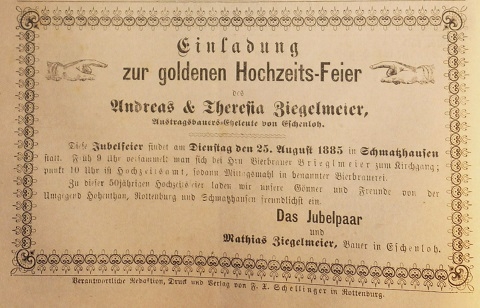 Einladung
zur goldenen Hochzeits-Feier
des
Andreas & Theresia Ziegelmeier,
Austragsbauers-Eheleute von Eschenloh.
Diese Jubelfeier findet am Dienstag den 25. August 1885 in Schmatzhausen
statt. Früh 9 Uhr versammelt man sich bei Hrn Bierbrauer Brieglmeier zum Kirchgang;
punkt 10 Uhr ist Hochzeitsamt, sodann Mittagsmahl in benannter Bierbrauerei.
Zu dieser 50jährigen Hochzeitsfeier laden wir unsere Gönner und Freunde von der
Umgegend Hohenthan, Rottenburg und Schmatzhausen freundlichst ein.
Das Jubelpaar
und
Mathias Ziegelmeier, Bauer in Eschenloh.
Verantwortliche Redaktion, Druck und Verlag von F. X. Schellinger in Rottenburg.